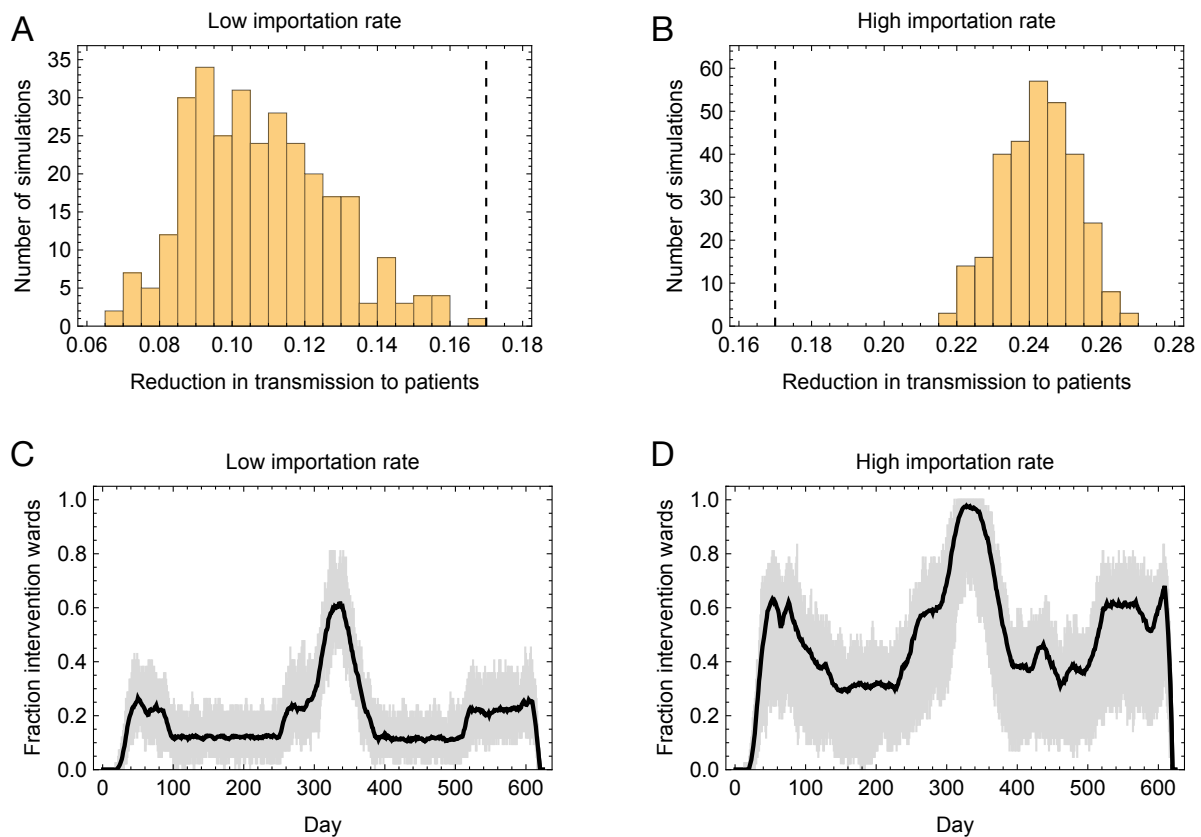 A
Low importation rate
Number of simulations
35
30
25
20
15
10
5
0
0.06 0.08 0.10 0.12 0.14 0.16 0.18
Reduction in transmission to patients
B
High importation rate
Number of simulations
60
50
40
30
20
10
0
0.16 0.18 0.20 0.22 0.24 0.26 0.28
Reduction in transmission to patients
C
Low importation rate
Fraction intervention wards
1.0
0.8
0.6
0.4
0.2
0.0
0 100 200 300 400 500 600
Day
D
High importation rate
Fraction intervention wards
1.0
0.8
0.6
0.4
0.2
0.0
0 100 200 300 400 500 600
Day